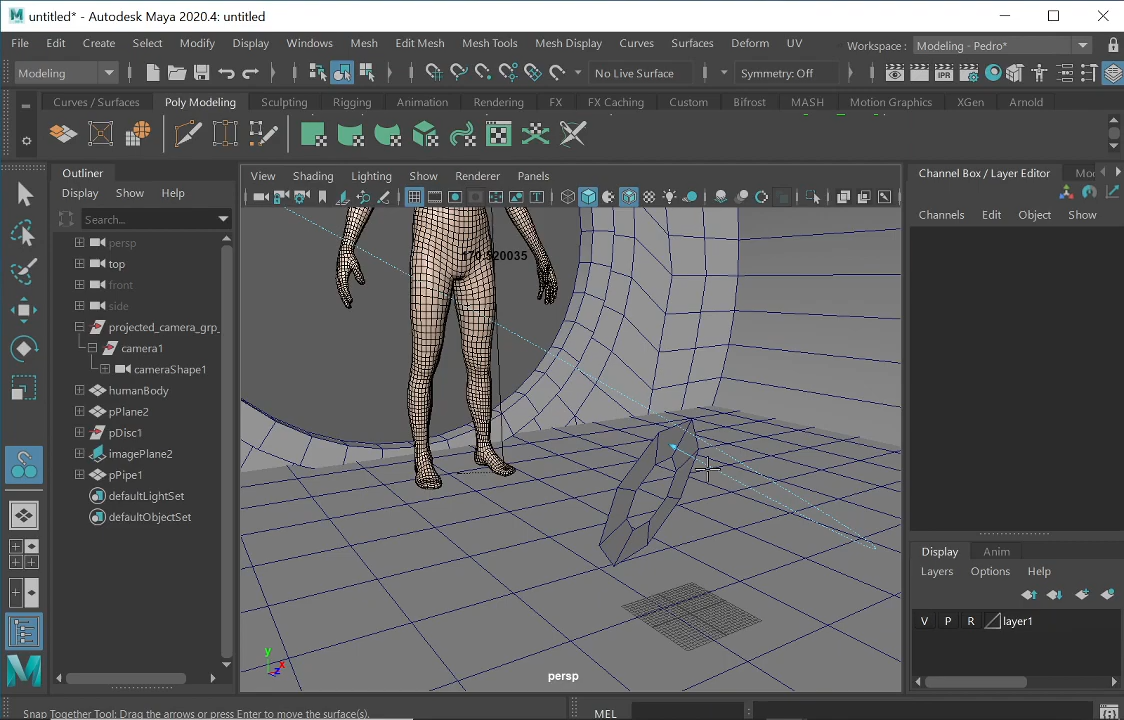 untitled* - Autodesk Maya 2020.4: untitled
File Edit Create Select Modify Display Windows Mesh Edit Mesh Mesh Tools Mesh Display Curves Surfaces Deform UV
Workspace : Modeling - Pedro*
Modeling No Live Surface Symmetry: Off
Curves / Surfaces Poly Modeling Sculpting Rigging Animation Rendering FX FX Caching Custom Bifrost MASH Motion Graphics XGen Arnold
Outliner
Display Show Help
Search...
persp
top
front
side
projected_camera_grp_
camera1
cameraShape1
humanBody
pPlane2
pDisc1
imagePlane2
pPipe1
defaultLightSet
defaultObjectSet
View Shading Lighting Show Renderer Panels
persp
y
x
z
Channel Box / Layer Editor
Channels Edit Object Show
Display Anim
Layers Options Help
V P R layer1
Snap Together Tool: Drag the arrows or press Enter to move the surface(s). MEL